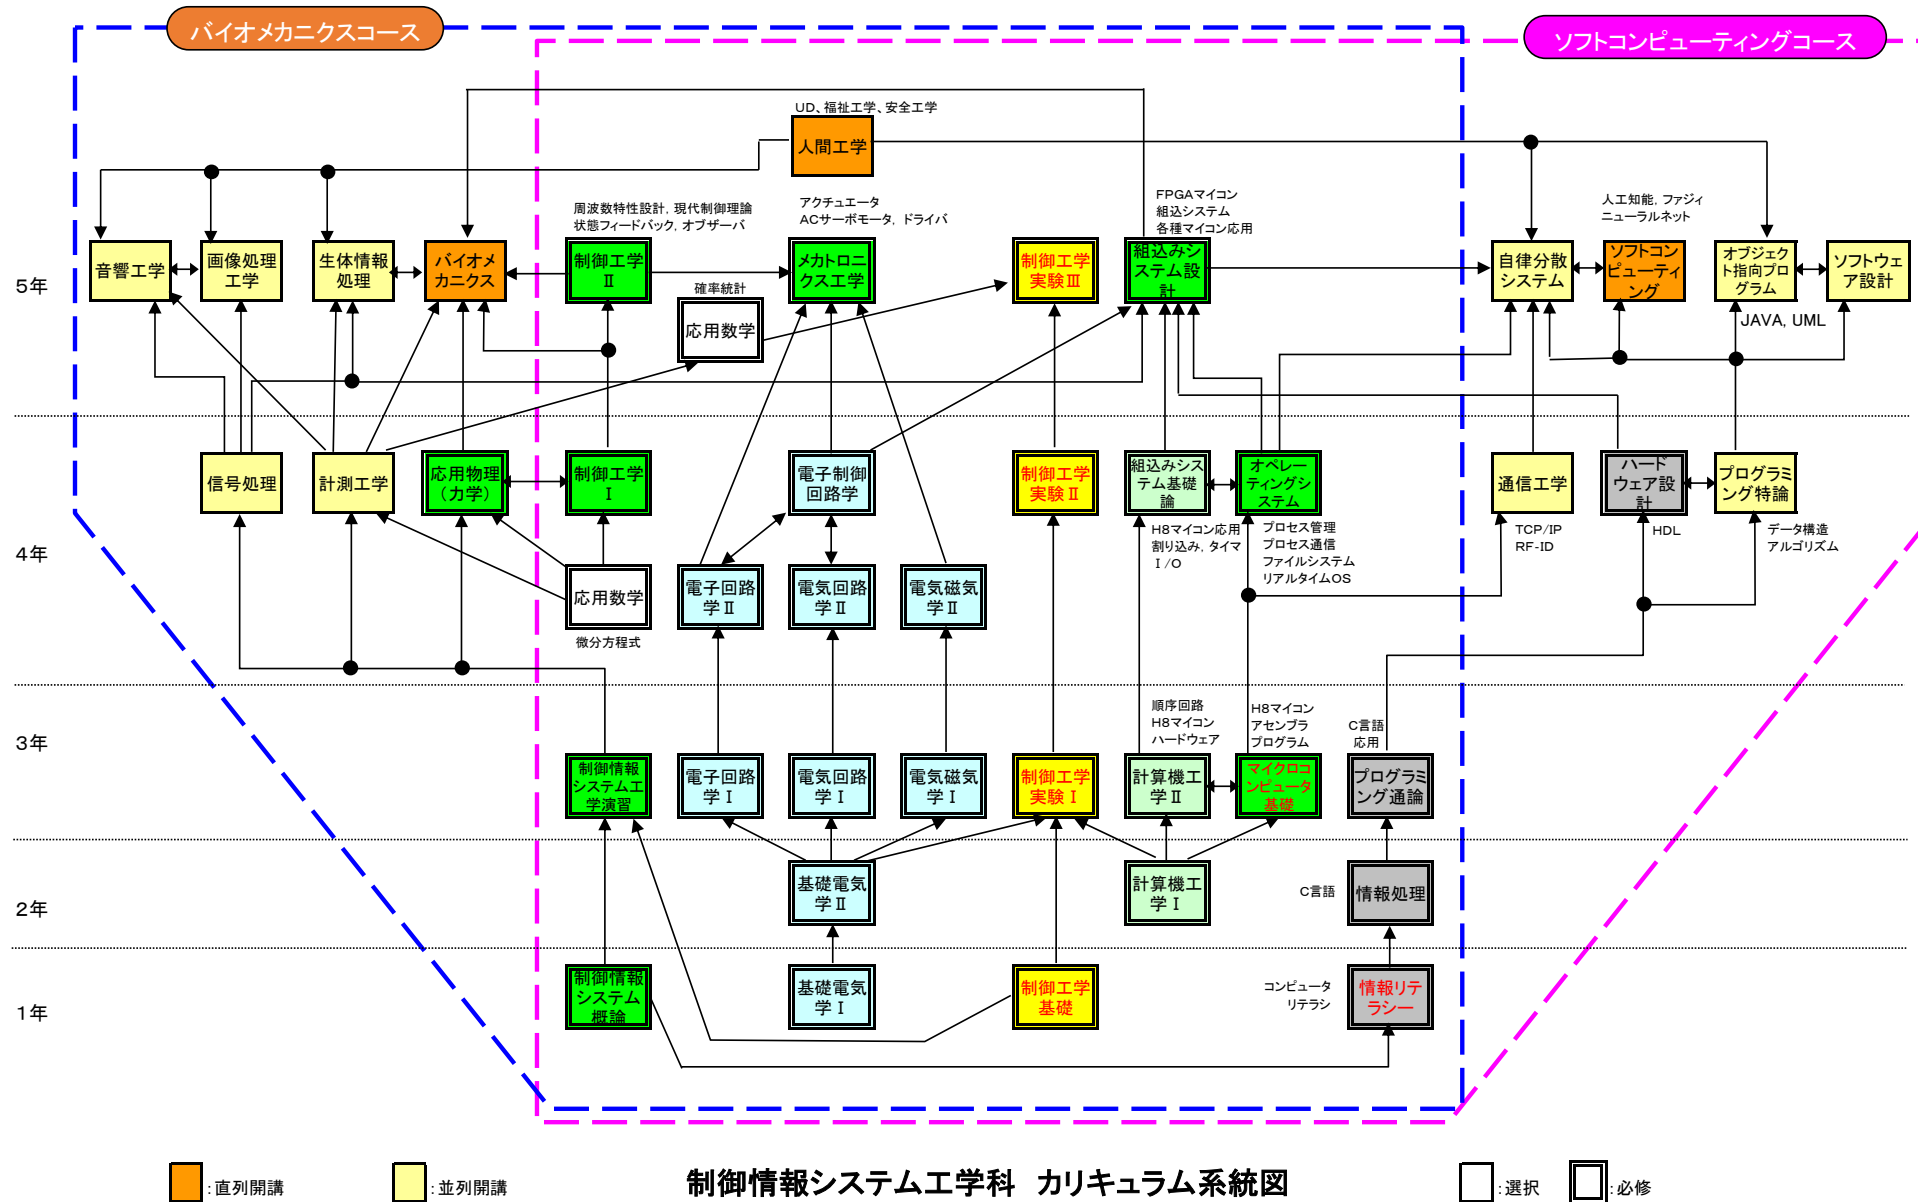 バイオメカニクスコース
ソフトコンピューティングコース
UD、福祉工学、安全工学
人間工学
周波数特性設計, 現代制御理論
状態フィードバック, オブザーバ
アクチュエータ
ACサーボモータ, ドライバ
FPGAマイコン
組込システム
各種マイコン応用
人工知能, ファジィ
ニューラルネット
5年
音響工学
画像処理
工学
生体情報
処理
バイオメ
カニクス
制御工学
Ⅱ
メカトロニ
クス工学
制御工学
実験Ⅲ
組込みシ
ステム設
計
自律分散
システム
ソフトコン
ピューティ
ング
オブジェク
ト指向プロ
グラム
ソフトウェ
ア設計
確率統計
応用数学
JAVA, UML
4年
信号処理
計測工学
応用物理
(力学)
制御工学
Ⅰ
電子制御
回路学
制御工学
実験Ⅱ
組込みシス
テム基礎
論
オペレー
ティングシ
ステム
通信工学
ハード
ウェア設
計
プログラミ
ング特論
H8マイコン応用
割り込み, タイマ
I/O
プロセス管理
プロセス通信
ファイルシステム
リアルタイムOS
TCP/IP
RF-ID
HDL
データ構造
アルゴリズム
応用数学
微分方程式
電子回路
学Ⅱ
電気回路
学Ⅱ
電気磁気
学Ⅱ
3年
順序回路
H8マイコン
ハードウェア
H8マイコン
アセンブラ
プログラム
C言語
応用
制御情報
システム工
学演習
電子回路
学Ⅰ
電気回路
学Ⅰ
電気磁気
学Ⅰ
制御工学
実験Ⅰ
計算機工
学Ⅱ
マイクロコ
ンピュータ
基礎
プログラミ
ング通論
2年
基礎電気
学Ⅱ
計算機工
学Ⅰ
C言語
情報処理
1年
制御情報
システム
概論
基礎電気
学Ⅰ
制御工学
基礎
コンピュータ
リテラシ
情報リテ
ラシー
:直列開講
:並列開講
制御情報システム工学科 カリキュラム系統図
:選択
:必修